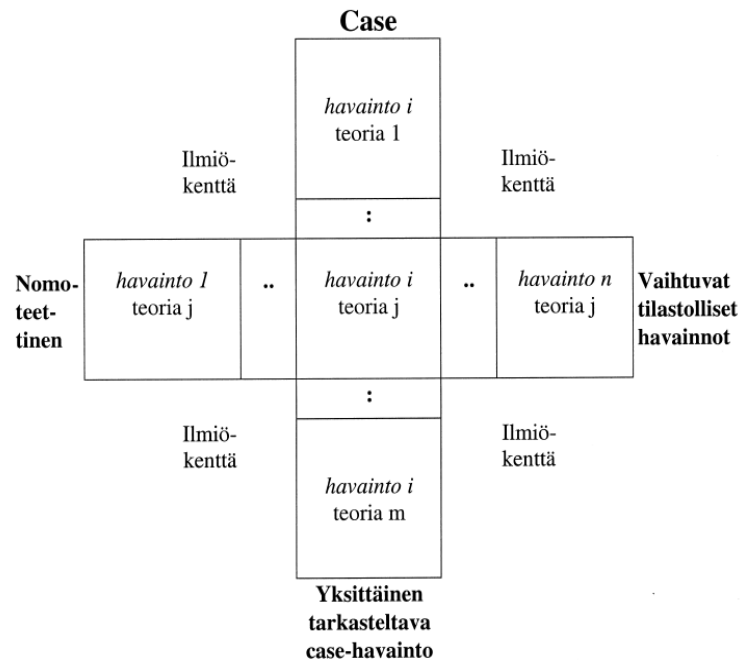 Case
havainto i
teoria 1
Ilmiö-
kenttä
Ilmiö-
kenttä
:
Nomo-
teet-
tinen
havainto 1
teoria j
..
havainto i
teoria j
..
havainto n
teoria j
Vaihtuvat
tilastolliset
havainnot
:
Ilmiö-
kenttä
Ilmiö-
kenttä
havainto i
teoria m
Yksittäinen
tarkasteltava
case-havainto